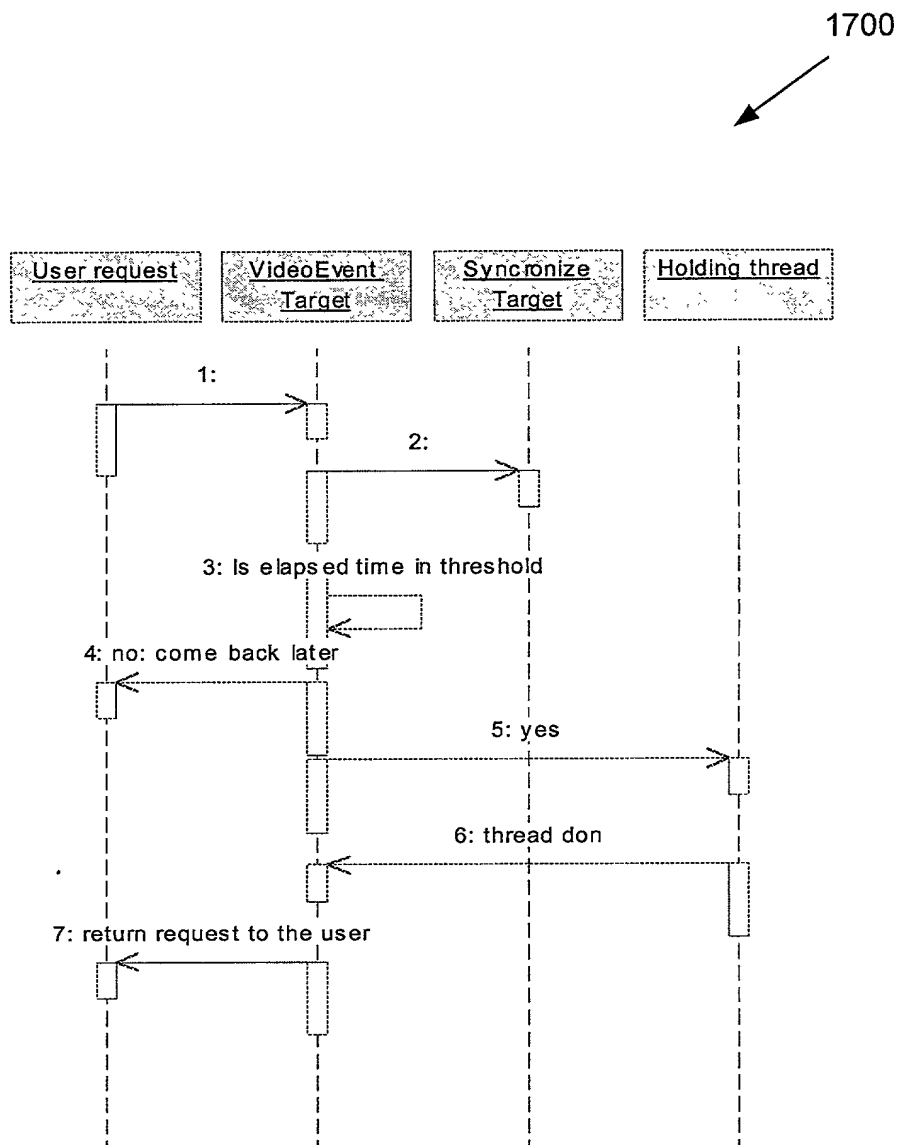 1700
User request
VideoEvent
Target
Syncronize
Target
Holding thread
1:
2:
3: Is elapsed time in threshold
4: no: come back later
5: yes
6: thread don
7: return request to the user